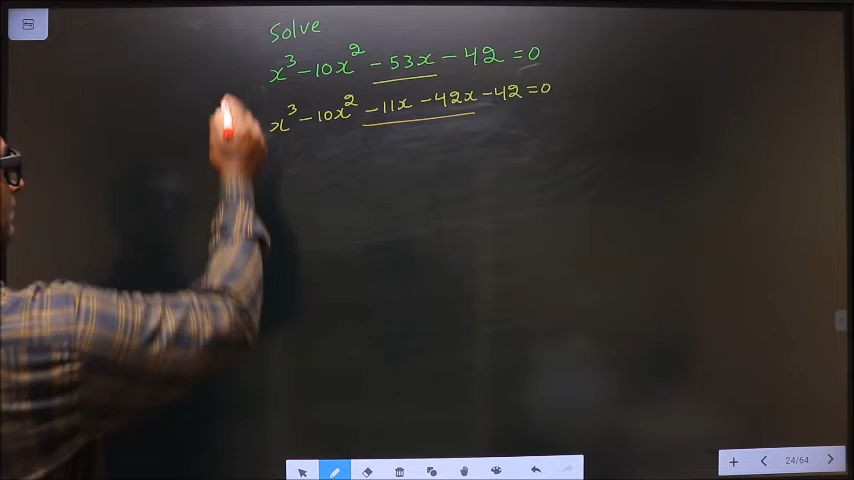 Solve
x³ - 10x² - 53x - 42 = 0
x³ - 10x² - 11x - 42x - 42 = 0
24/64